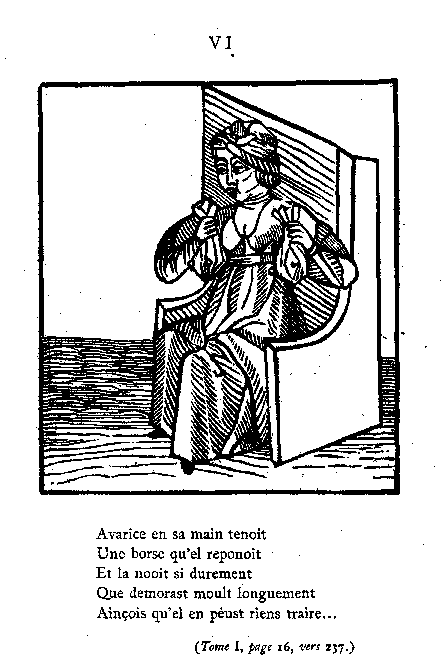 VI
Avarice en sa main tenoit
Une borse qu'el reponoit
Et la nooit si durement
Que demorast moult longuement
Ainçois qu'el en péust riens traire...
(Tome I, page 16, vers 237.)